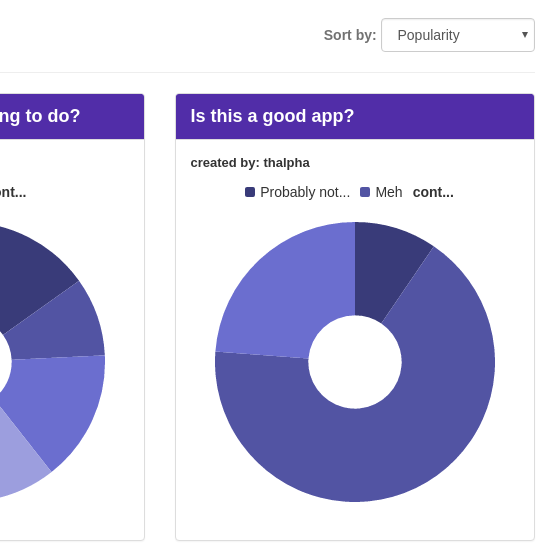 Sort by: Popularity
ng to do?
Is this a good app?
created by: thalpha
ont...
Probably not... Meh cont...